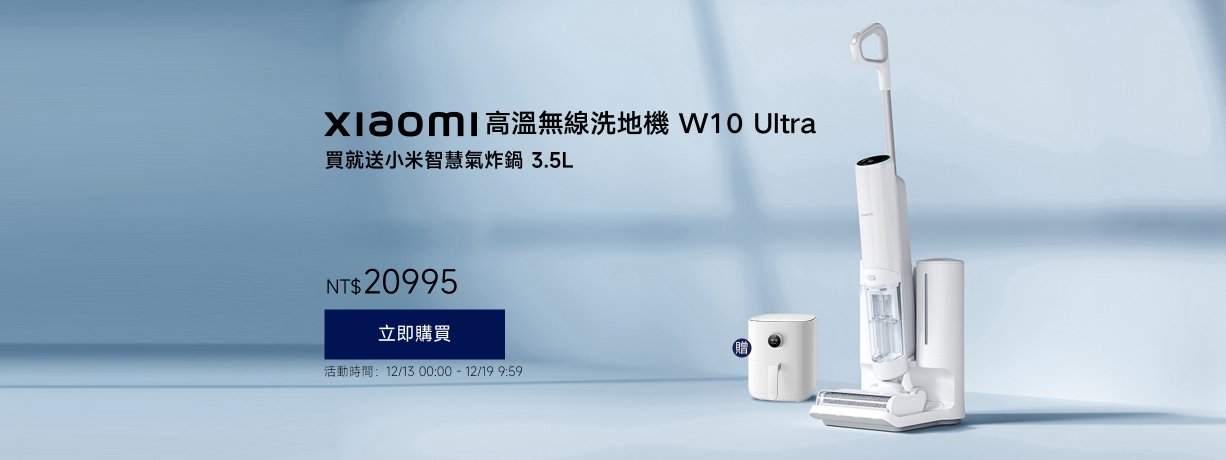 xiaomi 高溫無線洗地機 W10 Ultra
買就送小米智慧氣炸鍋 3.5L
NT$20995
立即購買
活動時間：12/13 00:00 - 12/19 9:59
贈